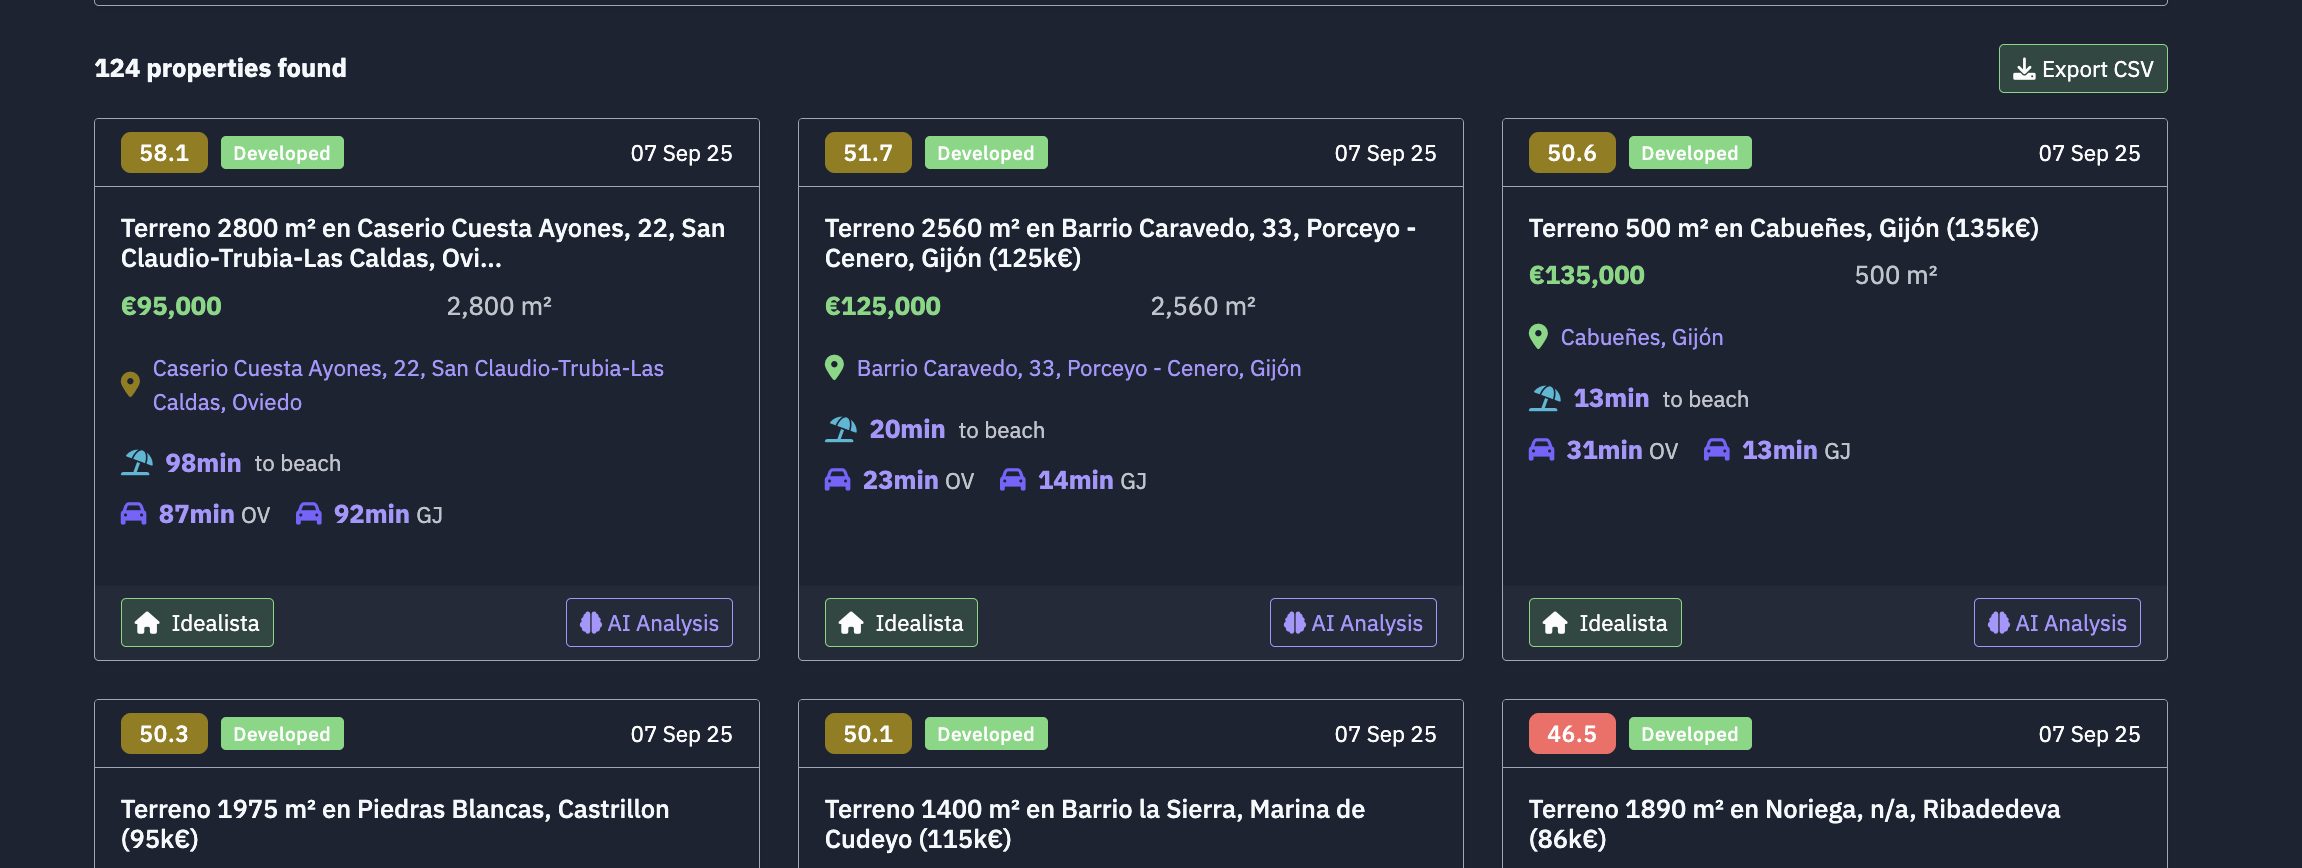 124 properties found
Export CSV
58.1 Developed 07 Sep 25
Terreno 2800 m² en Caserio Cuesta Ayones, 22, San
Claudio-Trubia-Las Caldas, Ovi...
€95,000 2,800 m²
Caserio Cuesta Ayones, 22, San Claudio-Trubia-Las
Caldas, Oviedo
98min to beach
87min OV 92min GJ
Idealista AI Analysis
51.7 Developed 07 Sep 25
Terreno 2560 m² en Barrio Caravedo, 33, Porceyo -
Cenero, Gijón (125k€)
€125,000 2,560 m²
Barrio Caravedo, 33, Porceyo - Cenero, Gijón
20min to beach
23min OV 14min GJ
Idealista AI Analysis
50.6 Developed 07 Sep 25
Terreno 500 m² en Cabueñes, Gijón (135k€)
€135,000 500 m²
Cabueñes, Gijón
13min to beach
31min OV 13min GJ
Idealista AI Analysis
50.3 Developed 07 Sep 25
Terreno 1975 m² en Piedras Blancas, Castrillon
(95k€)
50.1 Developed 07 Sep 25
Terreno 1400 m² en Barrio la Sierra, Marina de
Cudeyo (115k€)
46.5 Developed 07 Sep 25
Terreno 1890 m² en Noriega, n/a, Ribadedeva
(86k€)